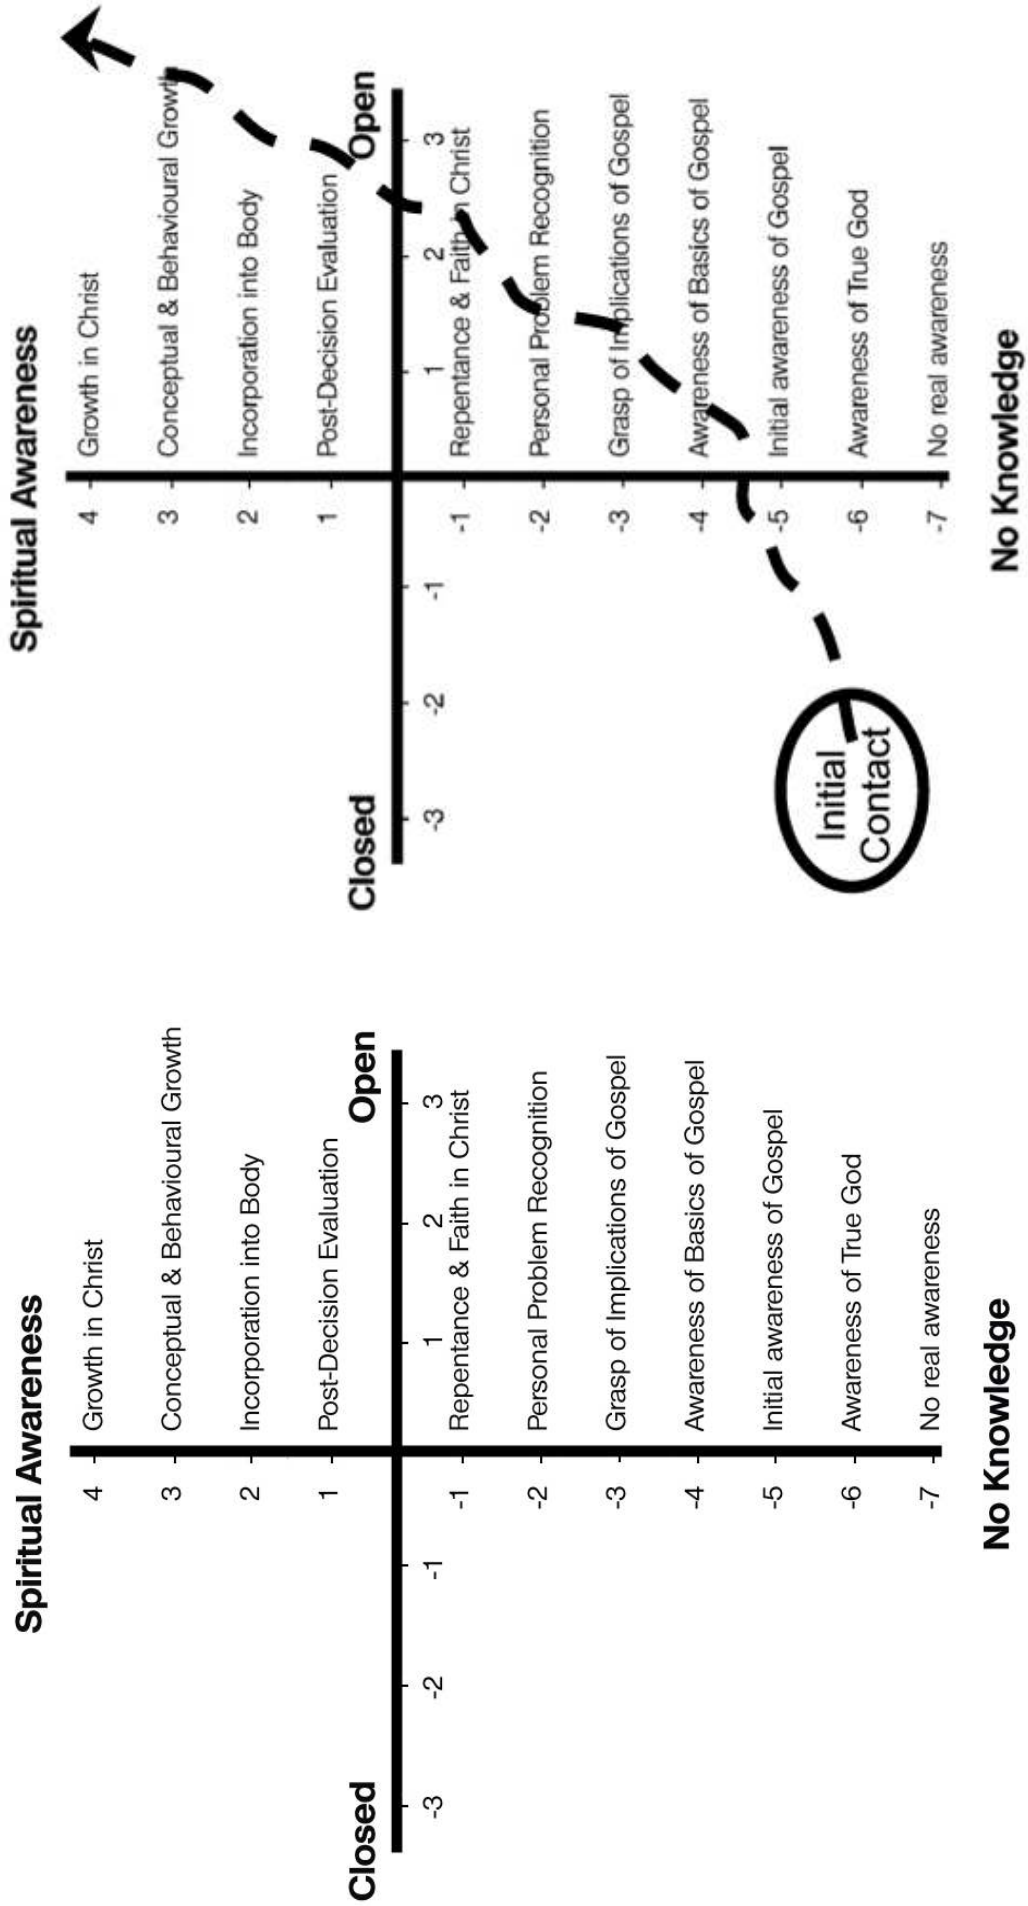 Spiritual Awareness
4 Growth in Christ
3 Conceptual & Behavioural Growth
2 Incorporation into Body
1 Post-Decision Evaluation
Closed Open
-3 -2 -1 1 2 3
-1 Repentance & Faith in Christ
-2 Personal Problem Recognition
-3 Grasp of Implications of Gospel
-4 Awareness of Basics of Gospel
-5 Initial awareness of Gospel
-6 Awareness of True God
-7 No real awareness
No Knowledge
Spiritual Awareness
4 Growth in Christ
3 Conceptual & Behavioural Growth
2 Incorporation into Body
1 Post-Decision Evaluation
Closed Open
-3 -2 -1 1 2 3
-1 Repentance & Faith in Christ
-2 Personal Problem Recognition
-3 Grasp of Implications of Gospel
-4 Awareness of Basics of Gospel
-5 Initial awareness of Gospel
Initial
Contact
-6 Awareness of True God
-7 No real awareness
No Knowledge